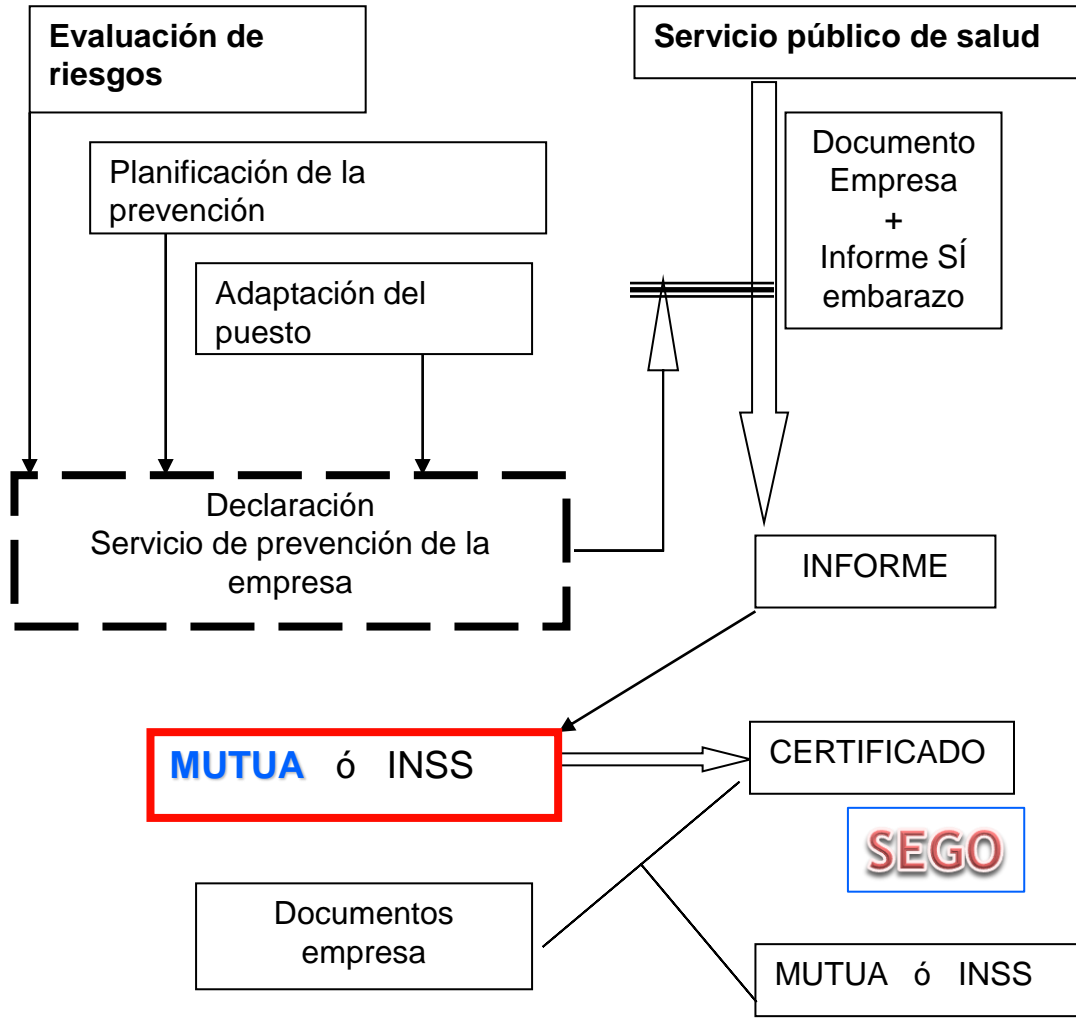 Evaluación de
riesgos
Servicio público de salud
Planificación de la
prevención
Documento
Empresa
+
Informe SÍ
embarazo
Adaptación del
puesto
Declaración
Servicio de prevención de la
empresa
INFORME
MUTUA ó INSS
CERTIFICADO
SEGO
Documentos
empresa
MUTUA ó INSS